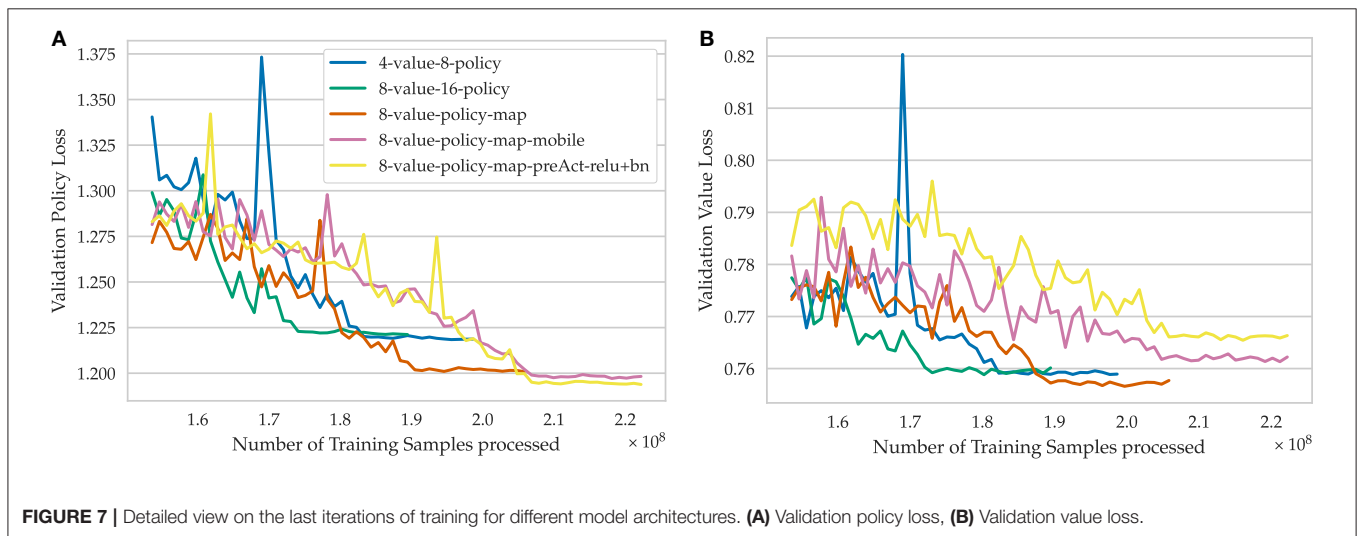 A
1.375
1.350
1.325
1.300
1.275
1.250
1.225
1.200
Validation Policy Loss
4-value-8-policy
8-value-16-policy
8-value-policy-map
8-value-policy-map-mobile
8-value-policy-map-preAct-relu+bn
1.6 1.7 1.8 1.9 2.0 2.1 2.2
Number of Training Samples processed
× 10⁸
B
0.82
0.81
0.80
0.79
0.78
0.77
0.76
Validation Value Loss
1.6 1.7 1.8 1.9 2.0 2.1 2.2
Number of Training Samples processed
× 10⁸
FIGURE 7 | Detailed view on the last iterations of training for different model architectures. (A) Validation policy loss, (B) Validation value loss.